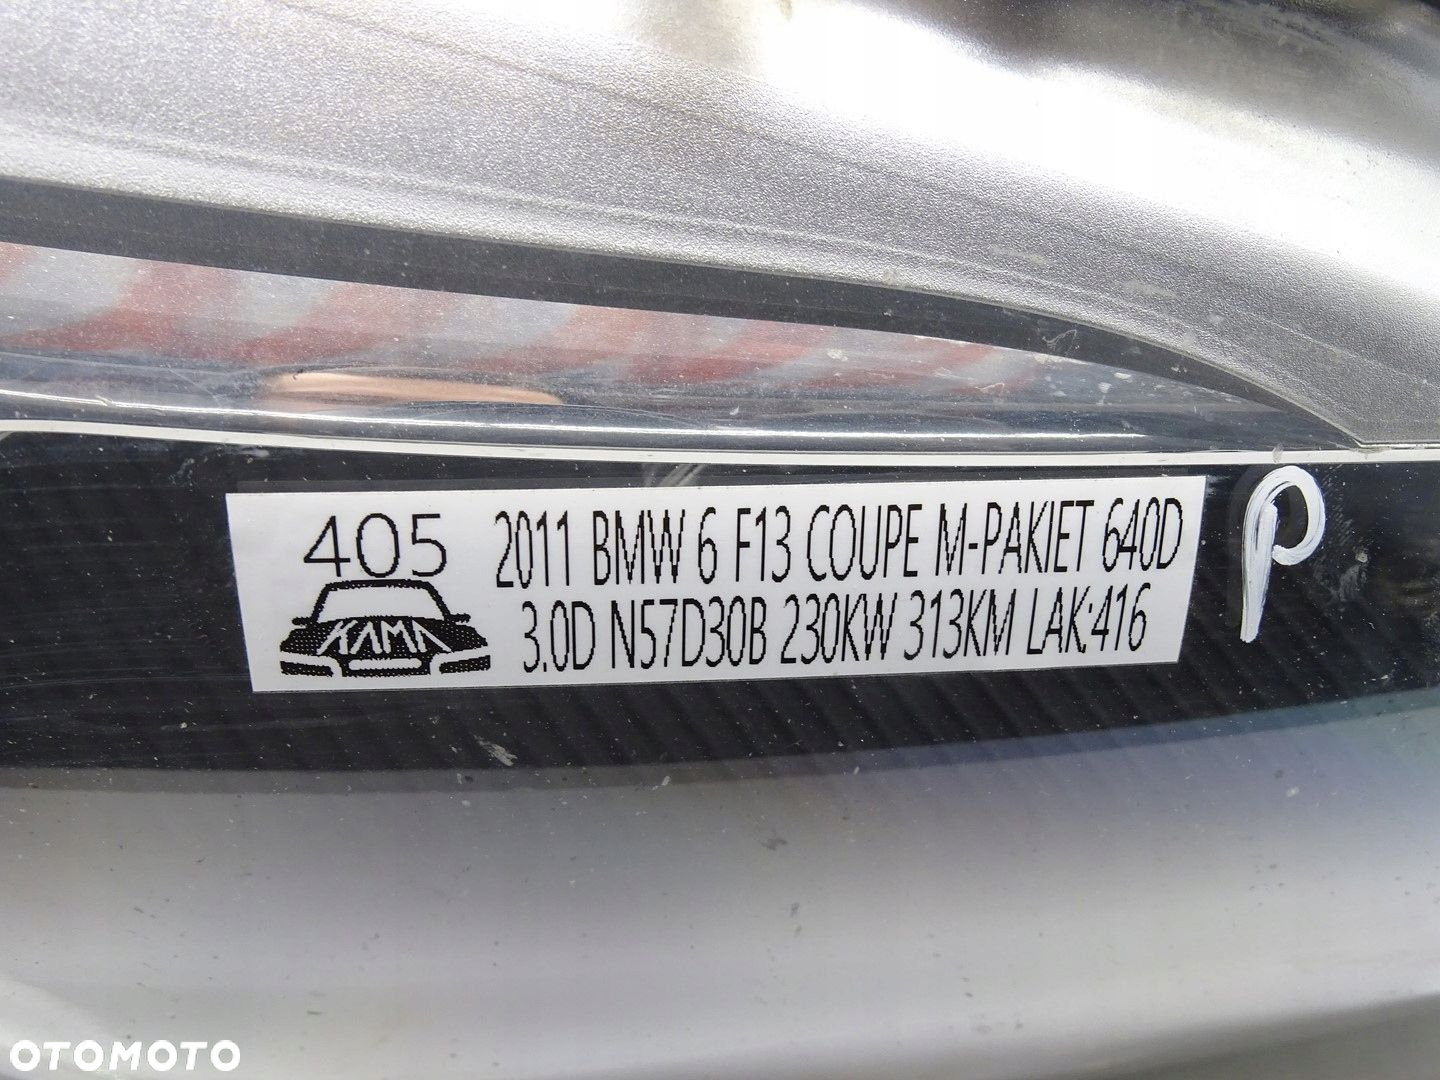 405
KAMA
2011 BMW 6 F13 COUPE M-PAKIET 640D
3.0D N57D30B 230KW 313KM LAK:416
P
OTOMOTO